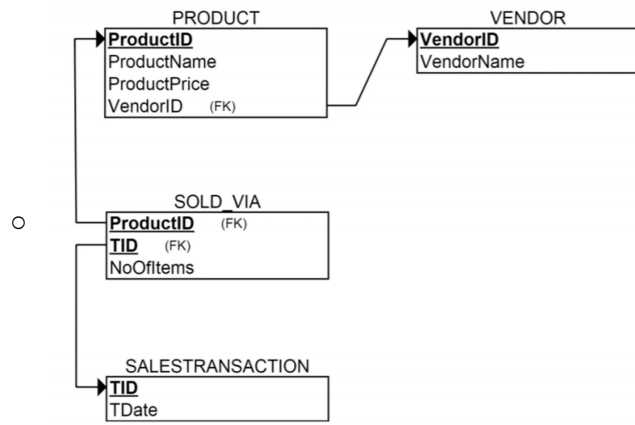 PRODUCT
ProductID
ProductName
ProductPrice
VendorID (FK)
VENDOR
VendorID
VendorName
SOLD_VIA
ProductID (FK)
TID (FK)
NoOfItems
SALESTRANSACTION
TID
TDate